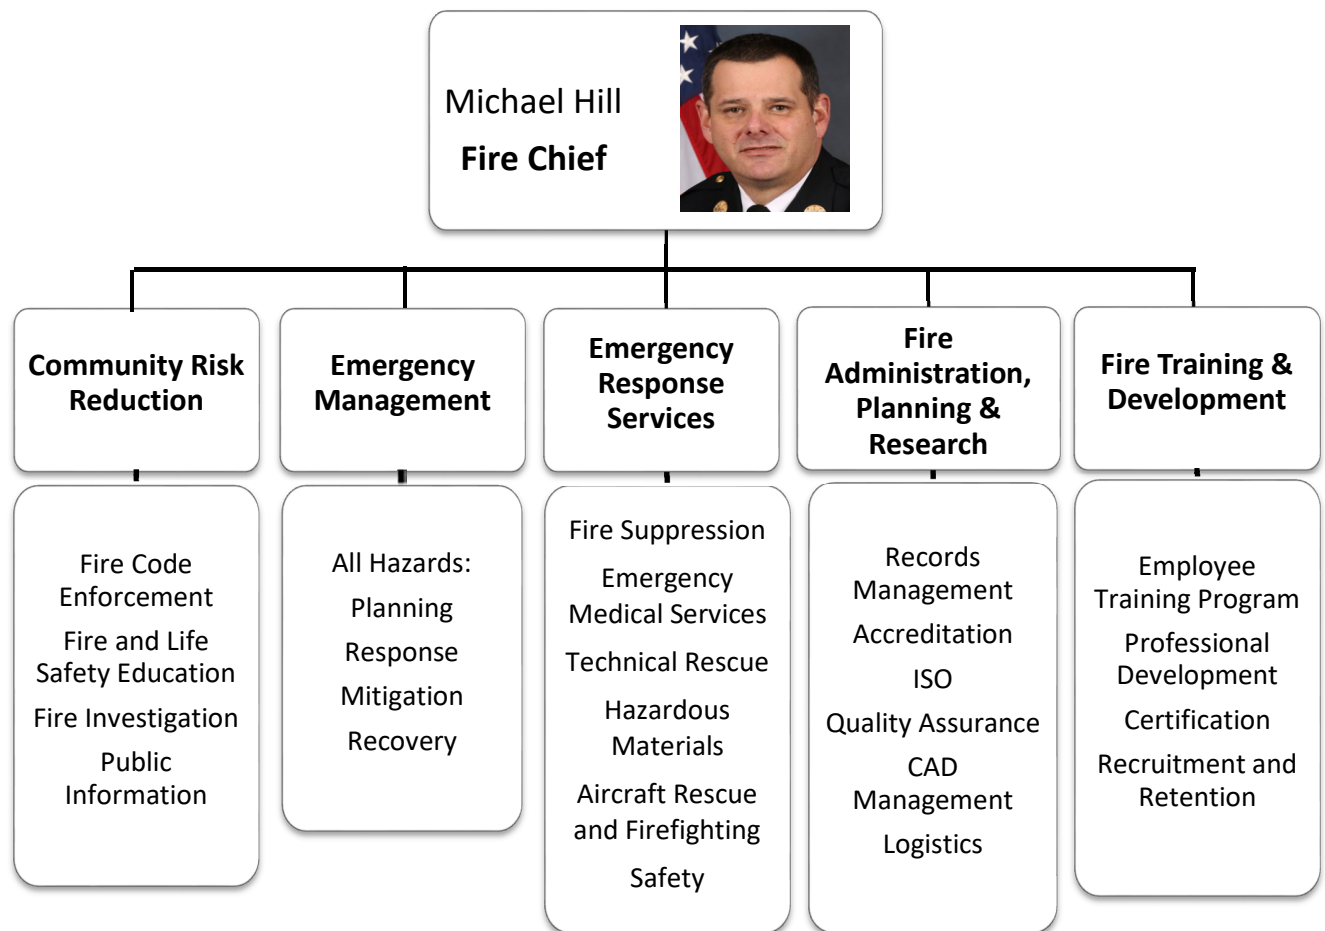 Michael Hill
Fire Chief
Community Risk
Reduction
Emergency
Management
Emergency
Response
Services
Fire
Administration,
Planning &
Research
Fire Training &
Development
Fire Code
Enforcement
Fire and Life
Safety Education
Fire Investigation
Public
Information
All Hazards:
Planning
Response
Mitigation
Recovery
Fire Suppression
Emergency
Medical Services
Technical Rescue
Hazardous
Materials
Aircraft Rescue
and Firefighting
Safety
Records
Management
Accreditation
ISO
Quality Assurance
CAD
Management
Logistics
Employee
Training Program
Professional
Development
Certification
Recruitment and
Retention